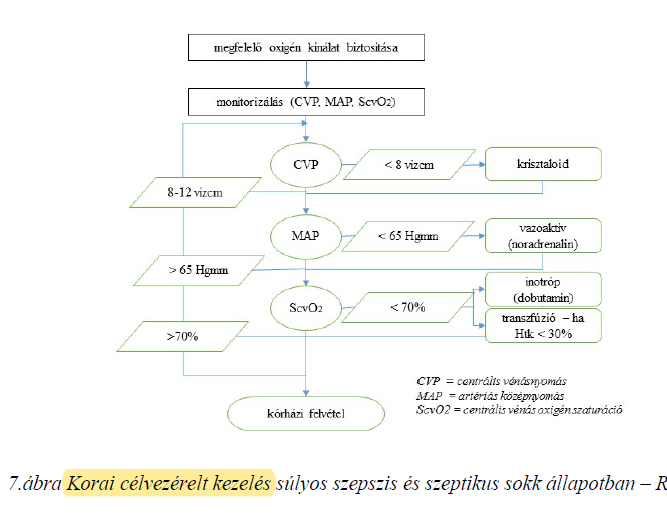 megfelelő oxigén kínálat biztosítása
monitorizálás (CVP, MAP, ScvO2)
CVP
< 8 vízcm
krisztaloid
8-12 vízcm
MAP
< 65 Hgmm
vazoaktív
(noradrenalin)
> 65 Hgmm
ScvO2
< 70%
inotróp
(dobutamin)
transzfúzió – ha
Htk < 30%
>70%
kórházi felvétel
CVP = centrális vénásnyomás
MAP = artériás középnyomás
ScvO2 = centrális vénás oxigén szaturáció
7.ábra Korai célvezérelt kezelés súlyos szepszis és szeptikus sokk állapotban – R